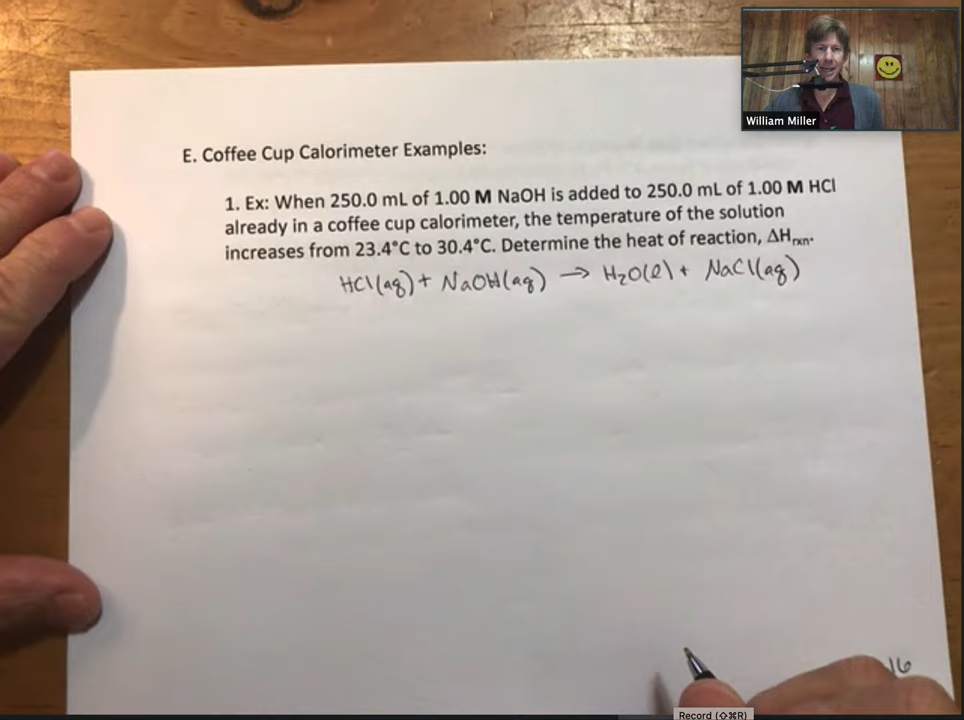 William Miller
E. Coffee Cup Calorimeter Examples:
1. Ex: When 250.0 mL of 1.00 M NaOH is added to 250.0 mL of 1.00 M HCl
already in a coffee cup calorimeter, the temperature of the solution
increases from 23.4°C to 30.4°C. Determine the heat of reaction, ΔHrxn.
HCl(aq) + NaOH(aq) → H₂O(l) + NaCl(aq)
16
Record (⇧⌘R)